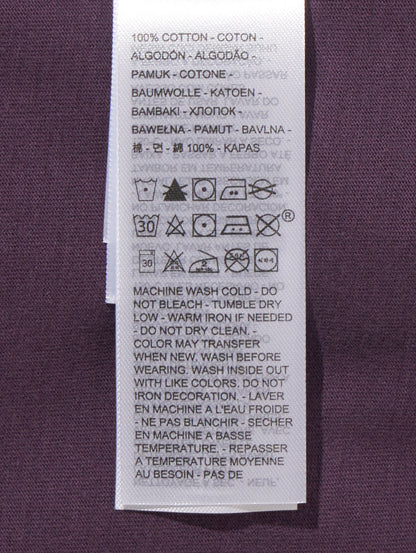 100% COTTON - COTON -
ALGODÓN - ALGODÃO -
PAMUK - COTONE -
BAUMWOLLE - KATOEN -
BAMBAKI - ХЛОПОК -
BAWEŁNA - PAMUT - BAVLNA -
棉 - 면 - 綿 100% - KAPAS
30
®
30
MACHINE WASH COLD - DO
NOT BLEACH - TUMBLE DRY
LOW - WARM IRON IF NEEDED
- DO NOT DRY CLEAN. -
COLOR MAY TRANSFER
WHEN NEW, WASH BEFORE
WEARING. WASH INSIDE OUT
WITH LIKE COLORS. DO NOT
IRON DECORATION. - LAVER
EN MACHINE A L'EAU FROIDE
- NE PAS BLANCHIR - SECHER
EN MACHINE A BASSE
TEMPERATURE. - REPASSER
A TEMPERATURE MOYENNE
AU BESOIN - PAS DE